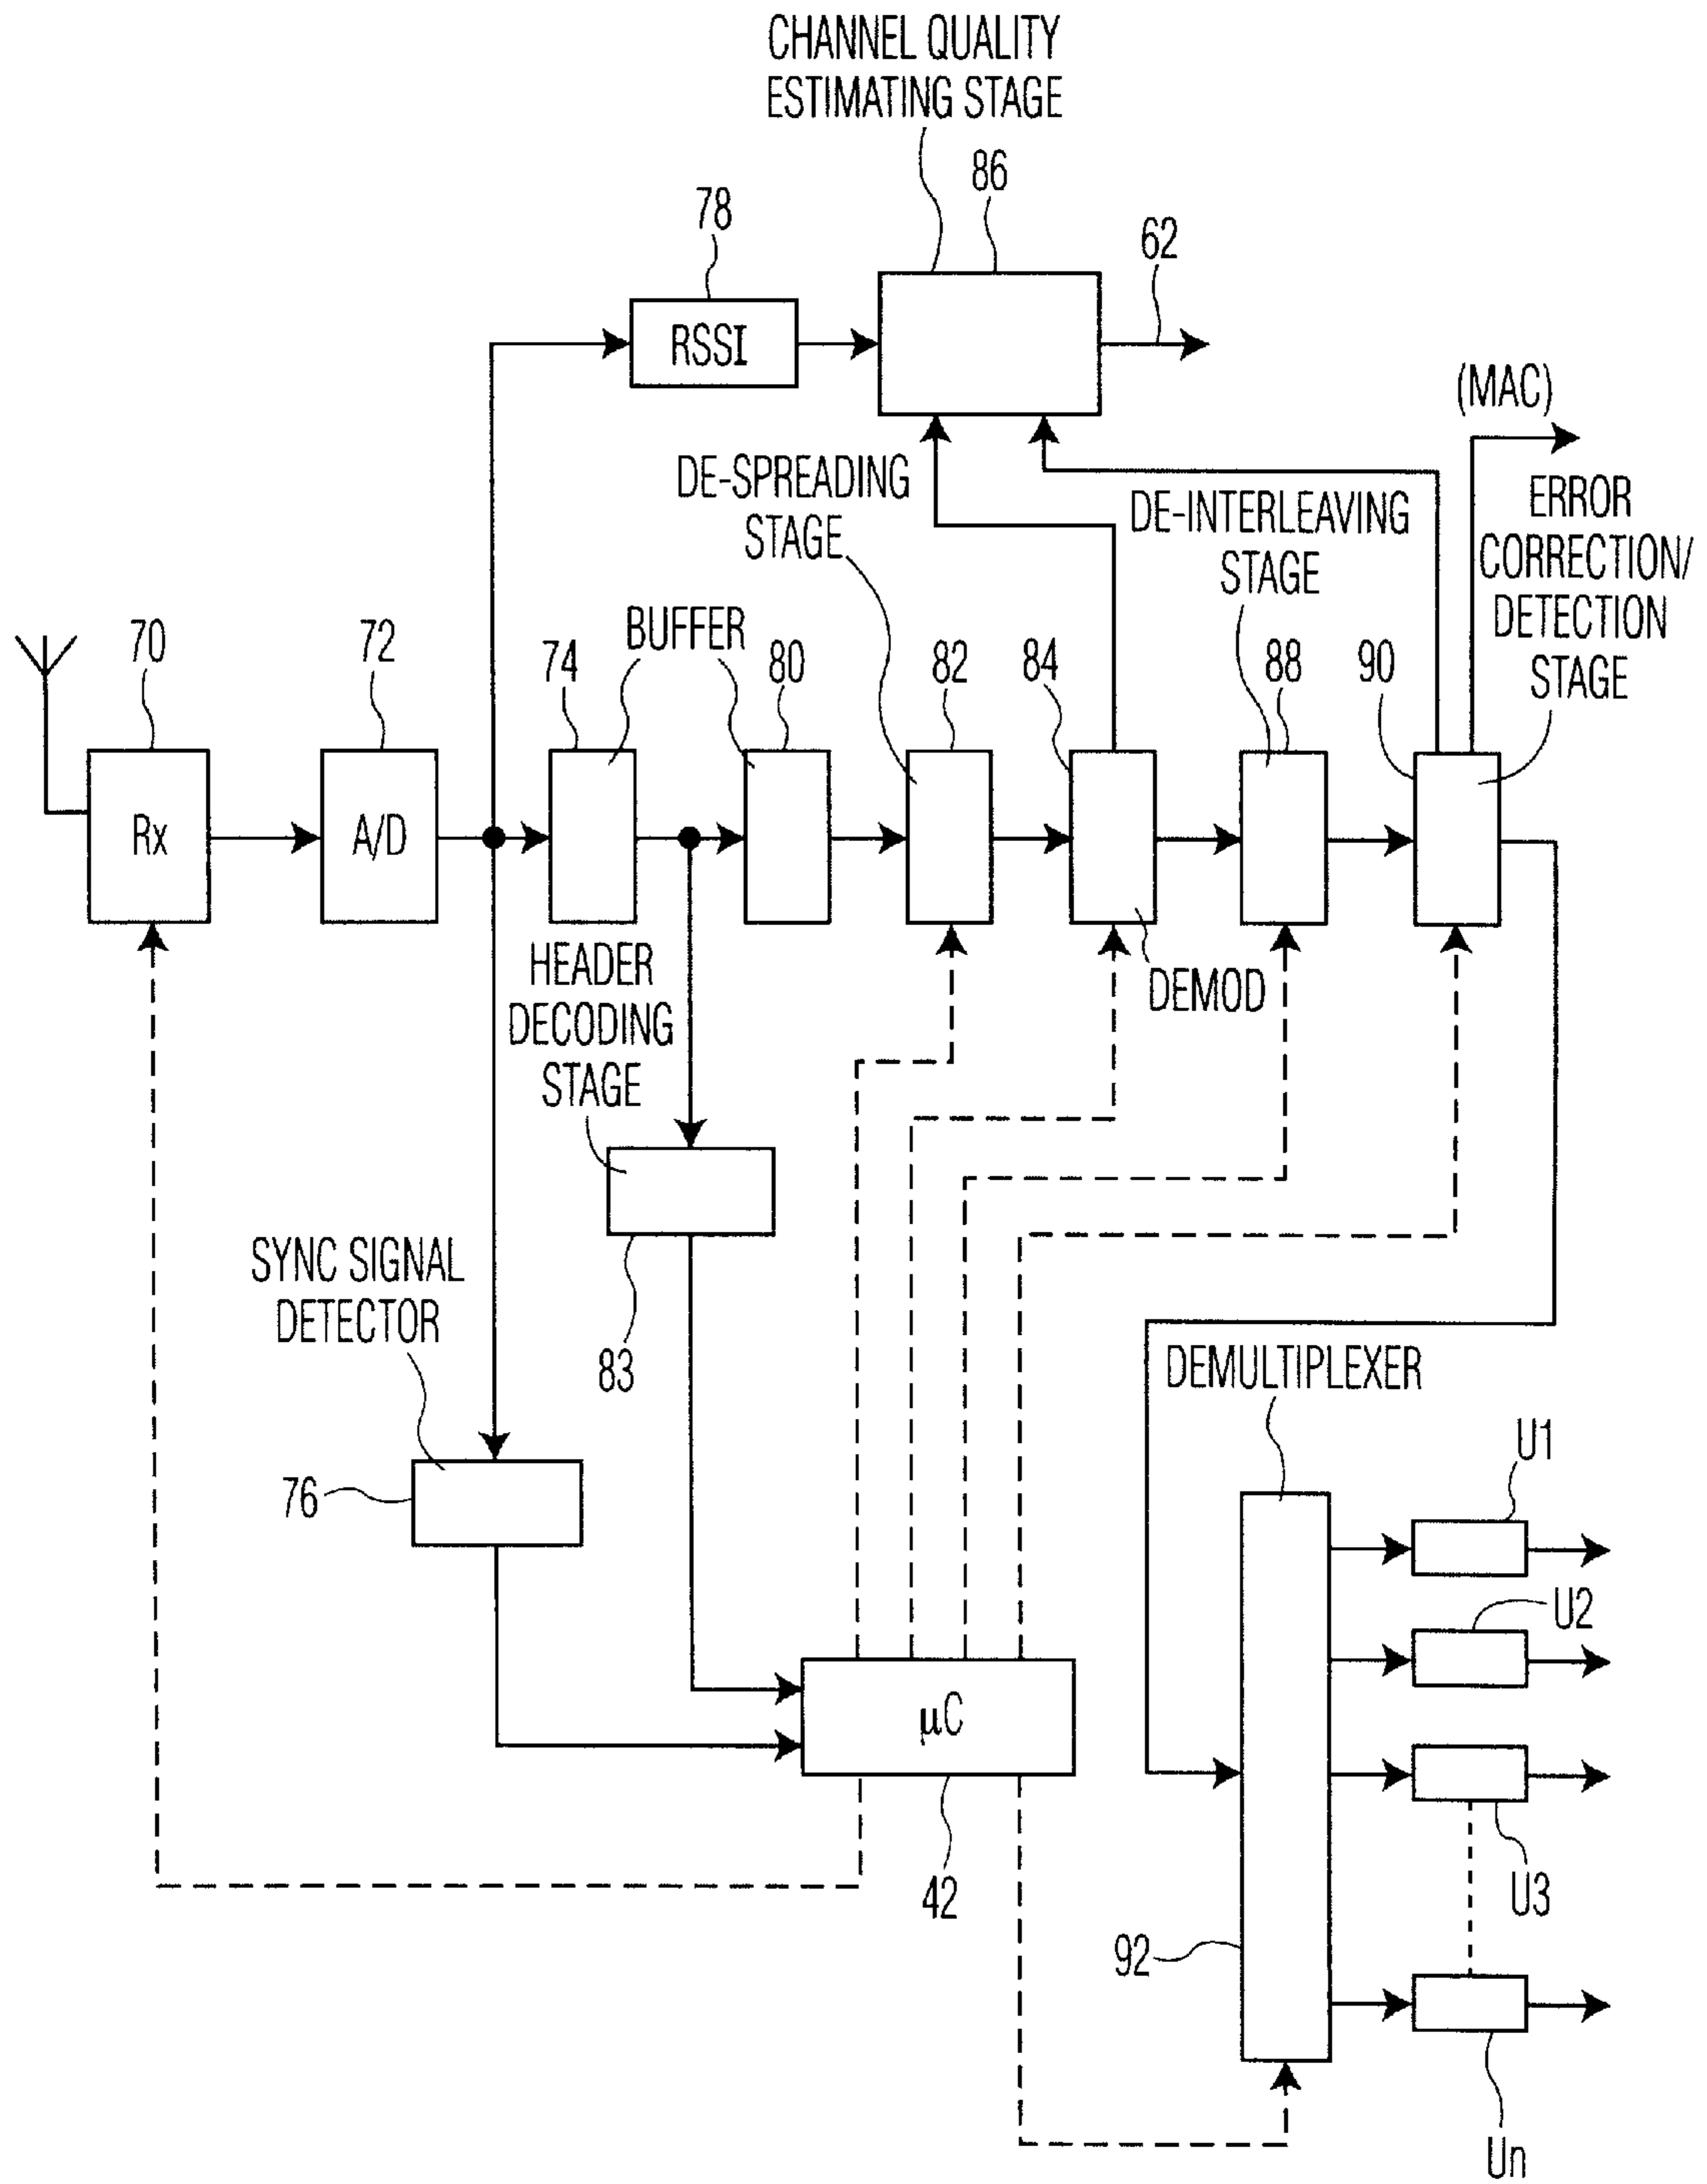 CHANNEL QUALITY
ESTIMATING STAGE
86
78
62
RSSI
(MAC)
DE-SPREADING
STAGE
DE-INTERLEAVING
STAGE
ERROR
CORRECTION/
DETECTION
STAGE
70
72
74
BUFFER
80
82
84
88
90
Rx
A/D
HEADER
DECODING
STAGE
DEMOD
SYNC SIGNAL
DETECTOR
83
DEMULTIPLEXER
76
U1
U2
μC
42
U3
92
Un